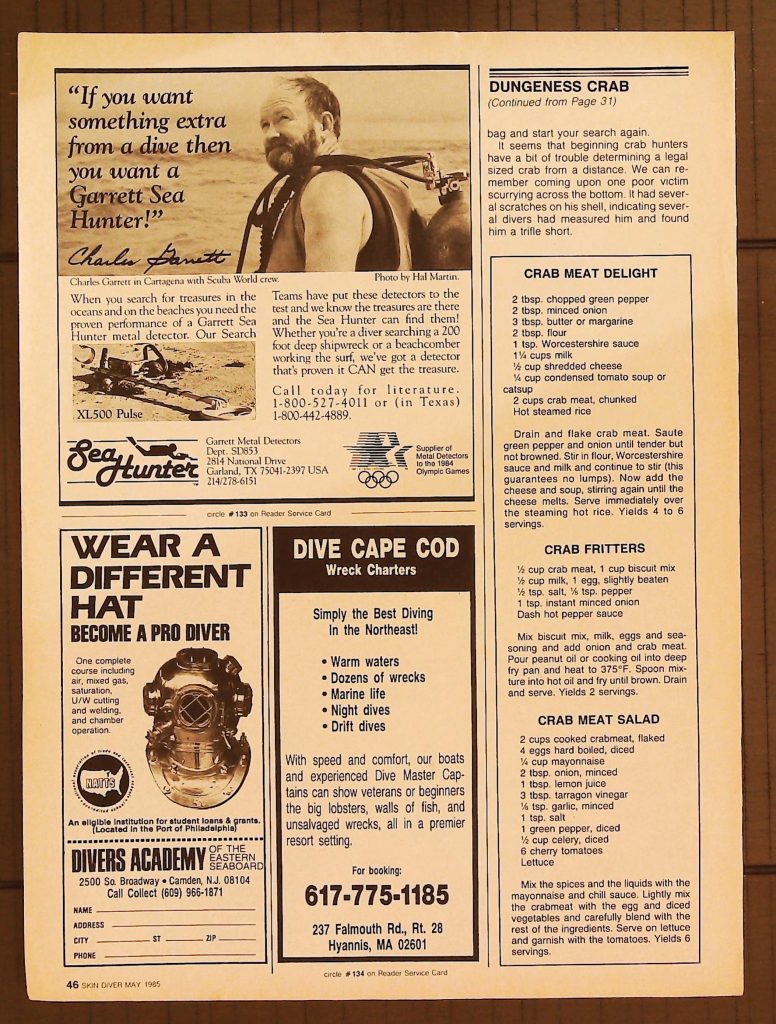 "If you want
something extra
from a dive then
you want a
Garrett Sea
Hunter!"
Charles Garrett
Charles Garrett in Cartagena with Scuba World crew.
Photo by Hal Martin.
When you search for treasures in the
oceans and on the beaches you need the
proven performance of a Garrett Sea
Hunter metal detector. Our Search
XL500 Pulse
Teams have put these detectors to the
test and we know the treasures are there
and the Sea Hunter can find them!
Whether you're a diver searching a 200
foot deep shipwreck or a beachcomber
working the surf, we've got a detector
that's proven it CAN get the treasure.
Call today for literature.
1-800-527-4011 or (in Texas)
1-800-442-4889.
Sea
Hunter
Garrett Metal Detectors
Dept. SD853
2814 National Drive
Garland, TX 75041-2397 USA
214/278-6151
Supplier of
Metal Detectors
to the 1984
Olympic Games
circle #133 on Reader Service Card
WEAR A
DIFFERENT
HAT
BECOME A PRO DIVER
One complete
course including
air, mixed gas,
saturation,
U/W cutting
and welding,
and chamber
operation.
NATTS
An eligible institution for student loans & grants.
(Located in the Port of Philadelphia)
DIVERS ACADEMY OF THE
EASTERN
SEABOARD
2500 So. Broadway • Camden, N.J. 08104
Call Collect (609) 966-1871
NAME
ADDRESS
CITY ST ZIP
PHONE
DIVE CAPE COD
Wreck Charters
Simply the Best Diving
In the Northeast!
• Warm waters
• Dozens of wrecks
• Marine life
• Night dives
• Drift dives
With speed and comfort, our boats
and experienced Dive Master Cap-
tains can show veterans or beginners
the big lobsters, walls of fish, and
unsalvaged wrecks, all in a premier
resort setting.
For booking:
617-775-1185
237 Falmouth Rd., Rt. 28
Hyannis, MA 02601
circle #134 on Reader Service Card
DUNGENESS CRAB
(Continued from Page 31)
bag and start your search again.
It seems that beginning crab hunters
have a bit of trouble determining a legal
sized crab from a distance. We can re-
member coming upon one poor victim
scurrying across the bottom. It had sever-
al scratches on his shell, indicating sever-
al divers had measured him and found
him a trifle short.
CRAB MEAT DELIGHT
2 tbsp. chopped green pepper
2 tbsp. minced onion
3 tbsp. butter or margarine
2 tbsp. flour
1 tsp. Worcestershire sauce
1¼ cups milk
½ cup shredded cheese
¼ cup condensed tomato soup or
catsup
2 cups crab meat, chunked
Hot steamed rice
Drain and flake crab meat. Saute
green pepper and onion until tender but
not browned. Stir in flour, Worcestershire
sauce and milk and continue to stir (this
guarantees no lumps). Now add the
cheese and soup, stirring again until the
cheese melts. Serve immediately over
the steaming hot rice. Yields 4 to 6
servings.
CRAB FRITTERS
½ cup crab meat, 1 cup biscuit mix
½ cup milk, 1 egg, slightly beaten
½ tsp. salt, ⅛ tsp. pepper
1 tsp. instant minced onion
Dash hot pepper sauce
Mix biscuit mix, milk, eggs and sea-
soning and add onion and crab meat.
Pour peanut oil or cooking oil into deep
fry pan and heat to 375°F. Spoon mix-
ture into hot oil and fry until brown. Drain
and serve. Yields 2 servings.
CRAB MEAT SALAD
2 cups cooked crabmeat, flaked
4 eggs hard boiled, diced
¼ cup mayonnaise
2 tbsp. onion, minced
1 tbsp. lemon juice
3 tbsp. tarragon vinegar
⅛ tsp. garlic, minced
1 tsp. salt
1 green pepper, diced
½ cup celery, diced
6 cherry tomatoes
Lettuce
Mix the spices and the liquids with the
mayonnaise and chill sauce. Lightly mix
the crabmeat with the egg and diced
vegetables and carefully blend with the
rest of the ingredients. Serve on lettuce
and garnish with the tomatoes. Yields 6
servings.
46 SKIN DIVER MAY 1985